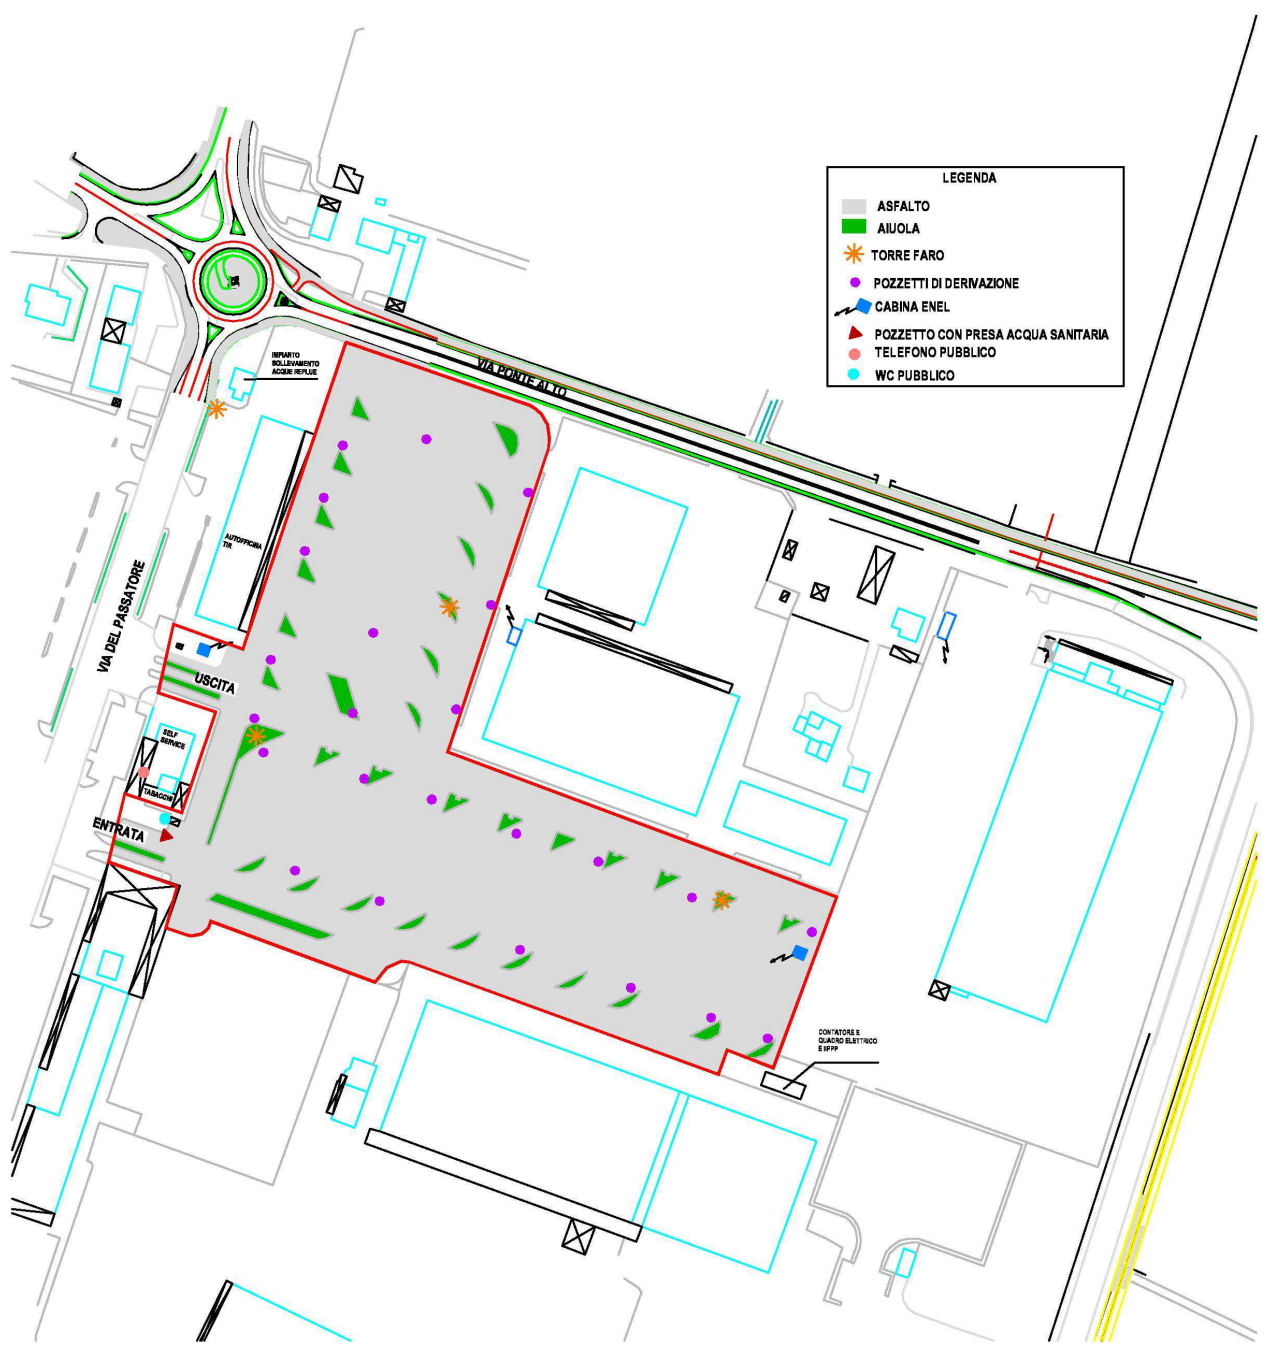 LEGENDA
ASFALTO
AIUOLA
TORRE FARO
POZZETTI DI DERIVAZIONE
CABINA ENEL
POZZETTO CON PRESA ACQUA SANITARIA
TELEFONO PUBBLICO
WC PUBBLICO
IMPIANTO
SOLLEVAMENTO
ACQUE REFLUE
VIA PONTE ALTO
AUTOFFICINA
TIR
VIA DEL PASSATORE
USCITA
SELF
SERVICE
TABACCHI
ENTRATA
CONTATORE E
QUADRO ELETTRICO